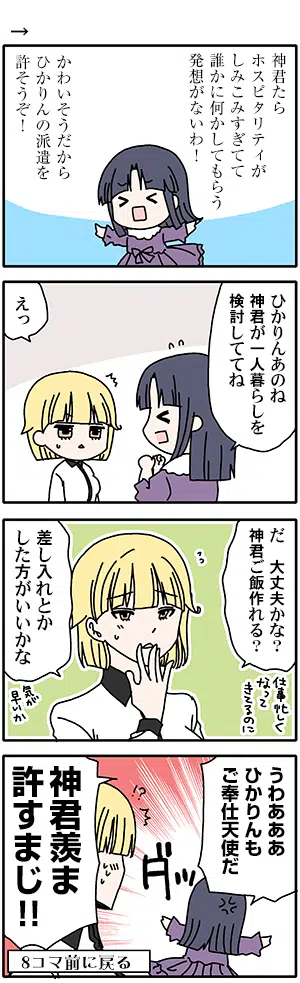 →
神君たら
ホスピタリティが
しみこみすぎてて
誰かに何かしてもらう
発想がないわ！
かわいそうだから
ひかりんの派遣を
許そうぞ！
ひかりんあのね
神君が一人暮らしを
検討しててね
えっ
だ 大丈夫かな？
神君ご飯作れる？
仕事忙しく
なって
きてるのに
っ
差し入れとか
した方がいいかな
気が
早いか
うわあああ
ひかりんも
ご奉仕天使だ
!?
神君羨ま
許すまじ!!
8コマ前に戻る